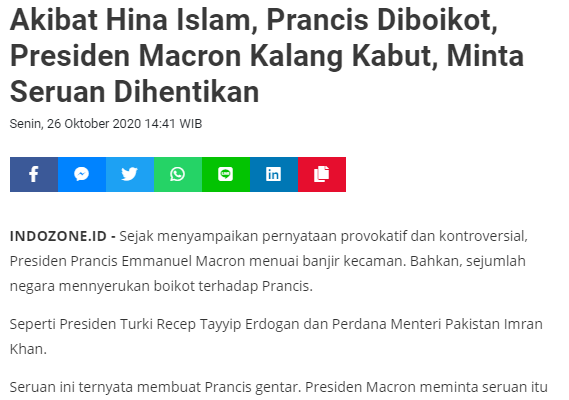 Akibat Hina Islam, Prancis Diboikot,
Presiden Macron Kalang Kabut, Minta
Seruan Dihentikan
Senin, 26 Oktober 2020 14:41 WIB
INDOZONE.ID - Sejak menyampaikan pernyataan provokatif dan kontroversial,
Presiden Prancis Emmanuel Macron menuai banjir kecaman. Bahkan, sejumlah
negara mennyerukan boikot terhadap Prancis.
Seperti Presiden Turki Recep Tayyip Erdogan dan Perdana Menteri Pakistan Imran
Khan.
Seruan ini ternyata membuat Prancis gentar. Presiden Macron meminta seruan itu